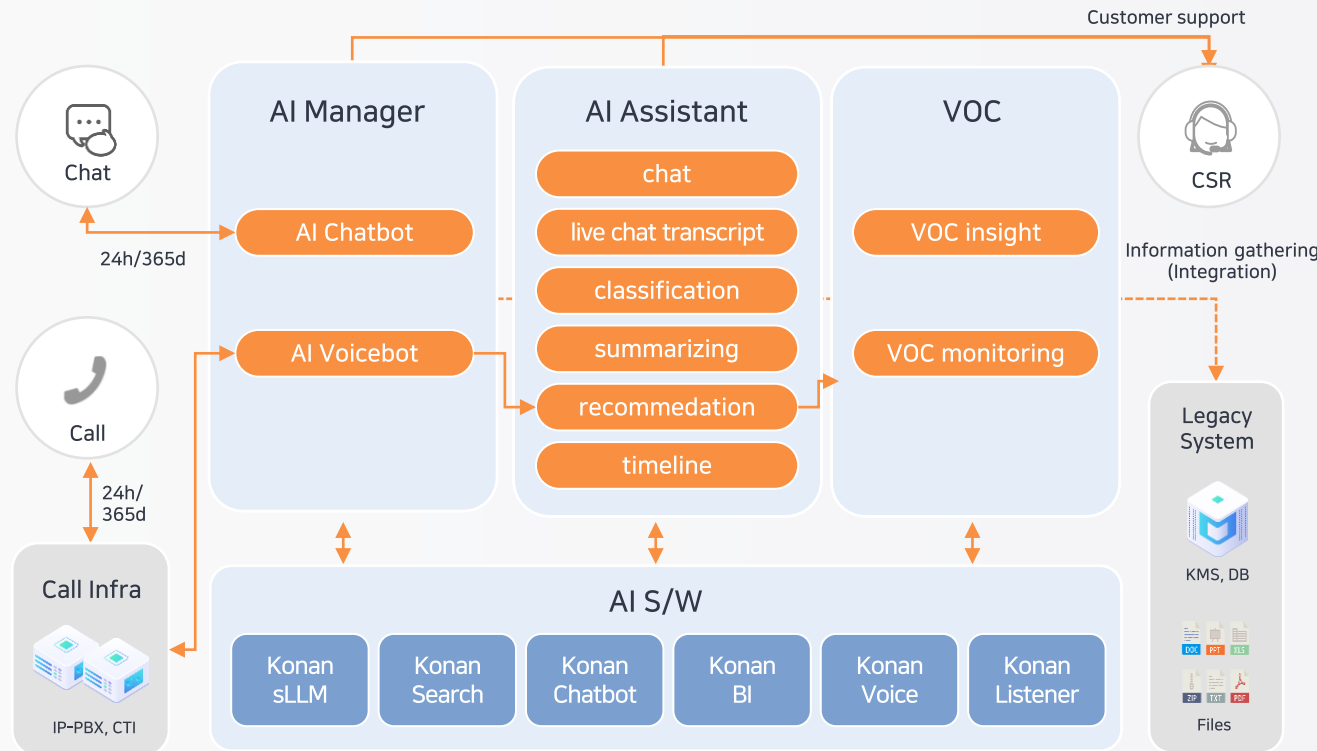 Customer support
Chat
24h/365d
Call
24h/
365d
Call Infra
IP-PBX, CTI
AI Manager
AI Chatbot
AI Voicebot
AI Assistant
chat
live chat transcript
classification
summarizing
recommedation
timeline
VOC
VOC insight
VOC monitoring
CSR
Information gathering
(Integration)
Legacy
System
KMS, DB
DOC
PPT
XLS
ZIP
TXT
PDF
Files
AI S/W
Konan
sLLM
Konan
Search
Konan
Chatbot
Konan
BI
Konan
Voice
Konan
Listener